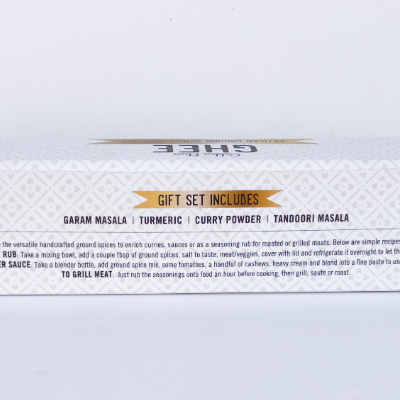 GHEE
GIFT SET INCLUDES
GARAM MASALA | TURMERIC | CURRY POWDER | TANDOORI MASALA
the versatile handcrafted ground spices to enrich curries, sauces or as a seasoning rub for roasted or grilled meats. Below are simple recipes
RUB. Take a mixing bowl, add a couple tbsp of ground spices, salt to taste, meat/veggies, cover with lid and refrigerate it overnight to let the
ER SAUCE. Take a blender bottle, add ground spice mix, some tomatoes, a handful of cashews, heavy cream and blend into a fine paste to use
TO GRILL MEAT. Just rub the seasonings onto food an hour before cooking, then grill, saute or roast.